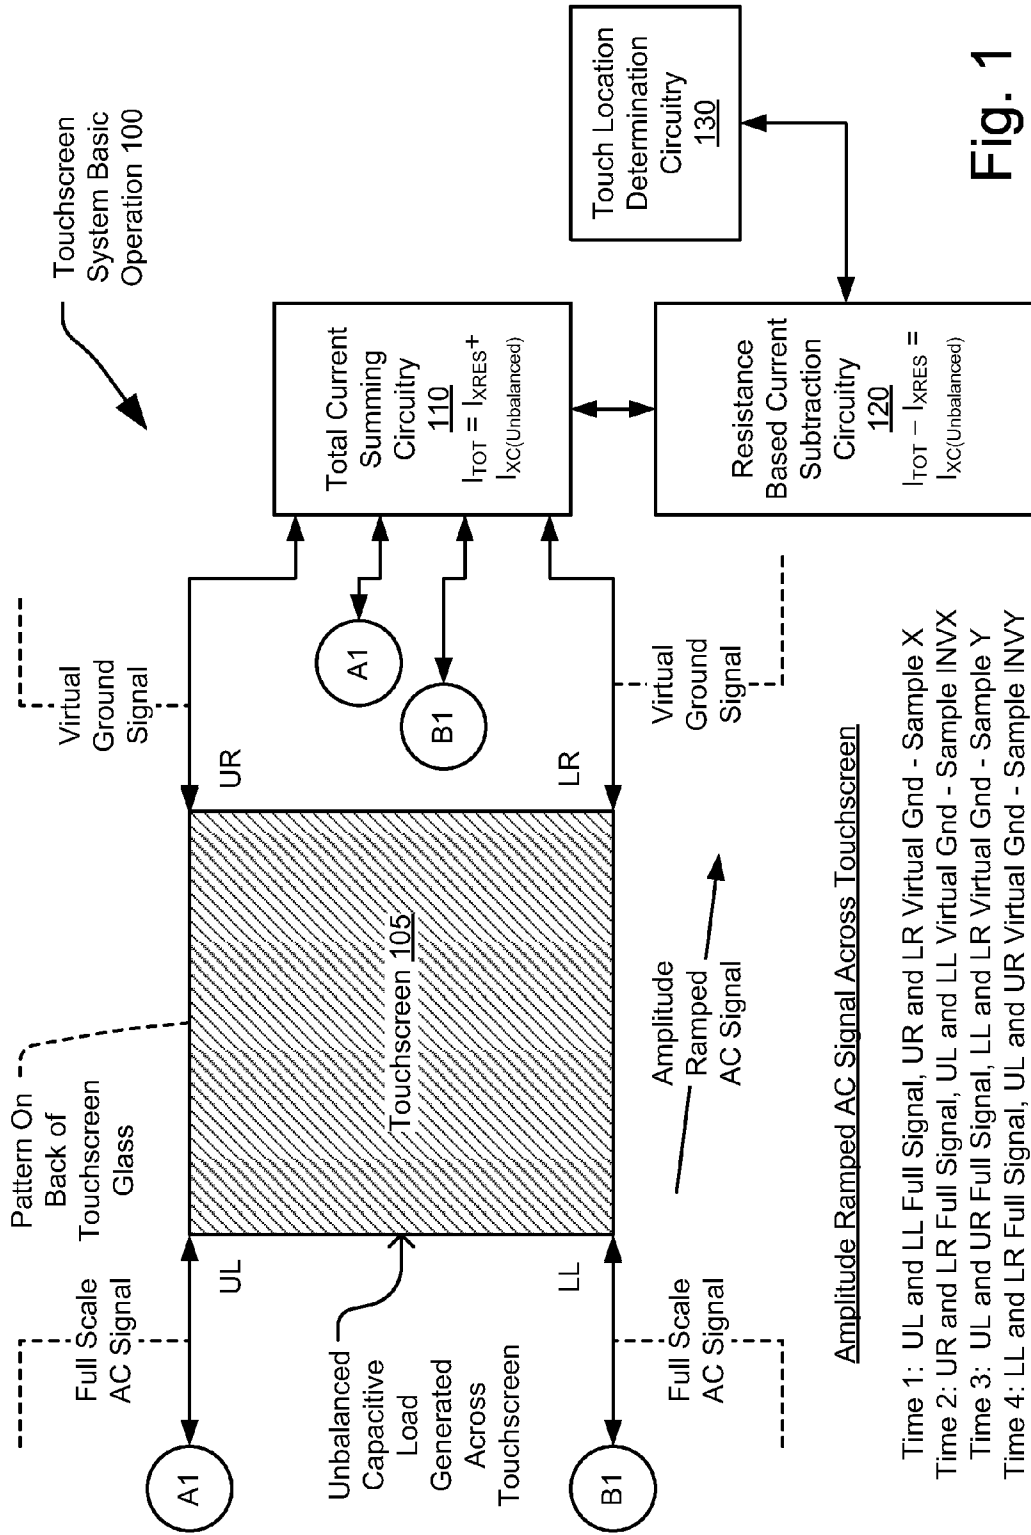 Touchscreen
System Basic
Operation 100
Pattern On
Back of
Touchscreen
Glass
Full Scale
AC Signal
Virtual
Ground
Signal
A1
UL
UR
Unbalanced
Capacitive
Load
Generated
Across
Touchscreen
Touchscreen 105
A1
B1
Total Current
Summing
Circuitry
110
I_TOT = I_XRES +
I_XC(Unbalanced)
B1
LL
LR
Full Scale
AC Signal
Amplitude
Ramped
AC Signal
Virtual
Ground
Signal
Resistance
Based Current
Subtraction
Circuitry
120
I_TOT – I_XRES =
I_XC(Unbalanced)
Touch Location
Determination
Circuitry
130
Amplitude Ramped AC Signal Across Touchscreen
Time 1: UL and LL Full Signal, UR and LR Virtual Gnd - Sample X
Time 2: UR and LR Full Signal, UL and LL Virtual Gnd - Sample INVX
Time 3: UL and UR Full Signal, LL and LR Virtual Gnd - Sample Y
Time 4: LL and LR Full Signal, UL and UR Virtual Gnd - Sample INVY
Fig. 1